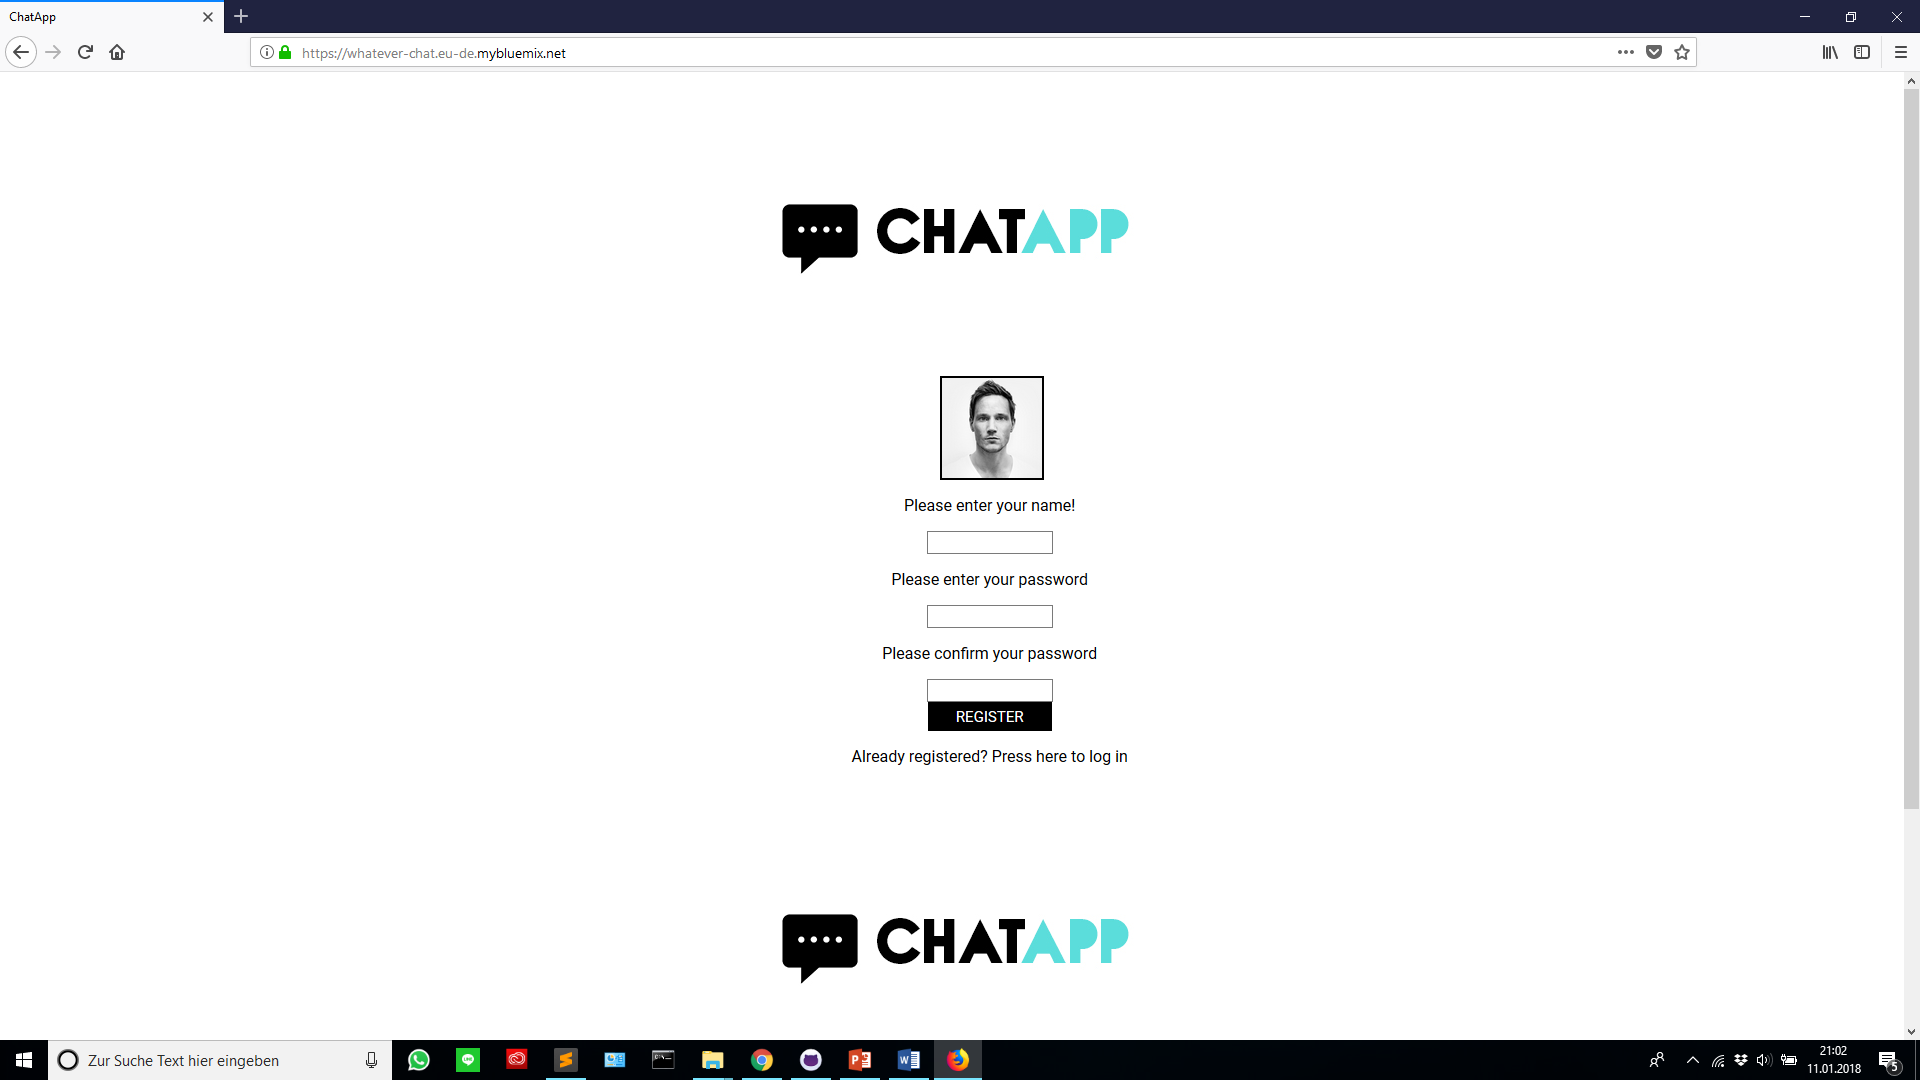 ChatApp
https://whatever-chat.eu-de.mybluemix.net
CHATAPP
Please enter your name!
Please enter your password
Please confirm your password
REGISTER
Already registered? Press here to log in
CHATAPP
Zur Suche Text hier eingeben
21:02
11.01.2018
5